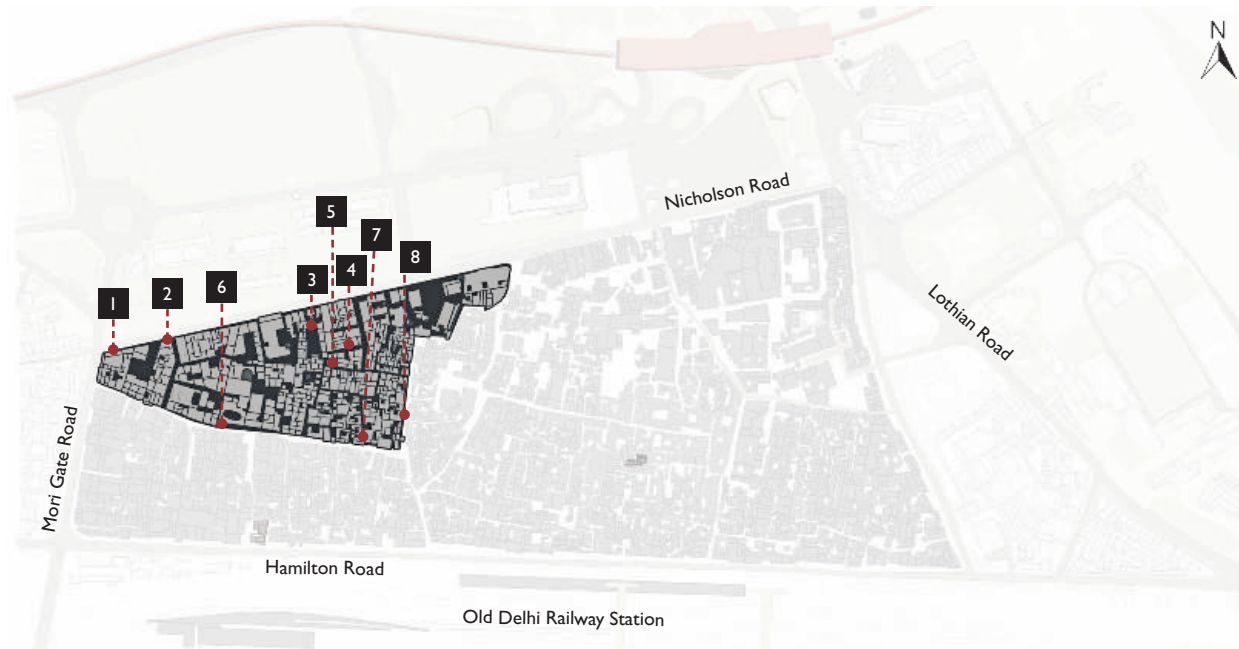 N
Nicholson Road
5
7
8
3
4
6
2
1
Lothian Road
Mori Gate Road
Hamilton Road
Old Delhi Railway Station